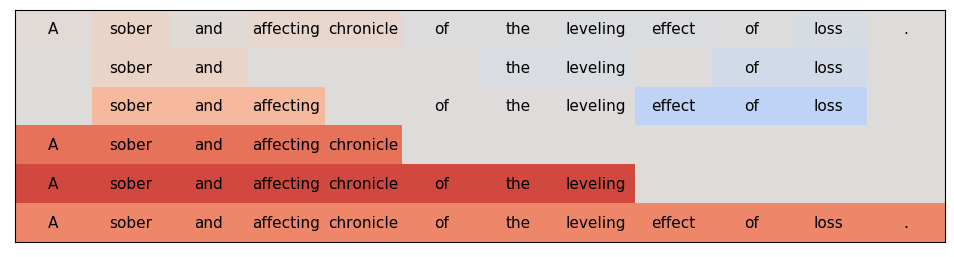 A sober and affecting chronicle of the leveling effect of loss .
sober and the leveling of loss
sober and affecting of the leveling effect of loss
A sober and affecting chronicle
A sober and affecting chronicle of the leveling
A sober and affecting chronicle of the leveling effect of loss .